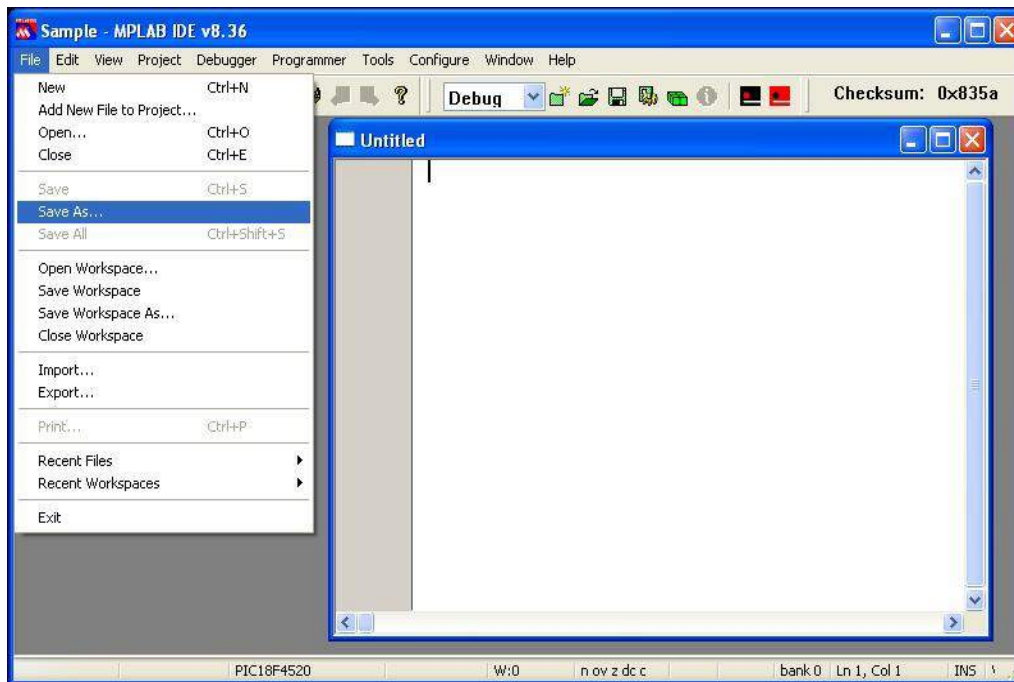 Sample - MPLAB IDE v8.36
File Edit View Project Debugger Programmer Tools Configure Window Help
Debug Checksum: 0x835a
New Ctrl+N
Add New File to Project...
Open... Ctrl+O
Close Ctrl+E
Save Ctrl+S
Save As...
Save All Ctrl+Shift+S
Open Workspace...
Save Workspace
Save Workspace As...
Close Workspace
Import...
Export...
Print... Ctrl+P
Recent Files
Recent Workspaces
Exit
Untitled
PIC18F4520 W:0 n ov z dc c bank 0 Ln 1, Col 1 INS